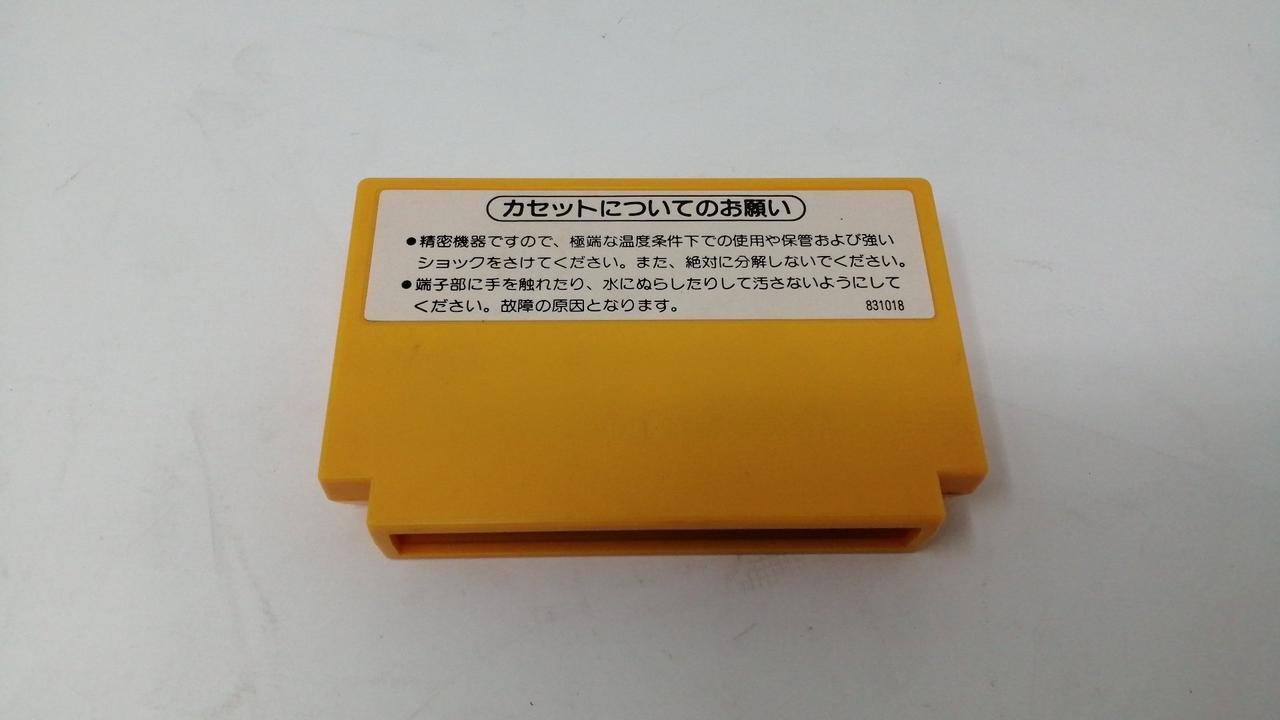 カセットについてのお願い
●精密機器ですので、極端な温度条件下での使用や保管および強い
ショックをさけてください。また、絶対に分解しないでください。
●端子部に手を触れたり、水にぬらしたりして汚さないようにして
ください。故障の原因となります。 831018